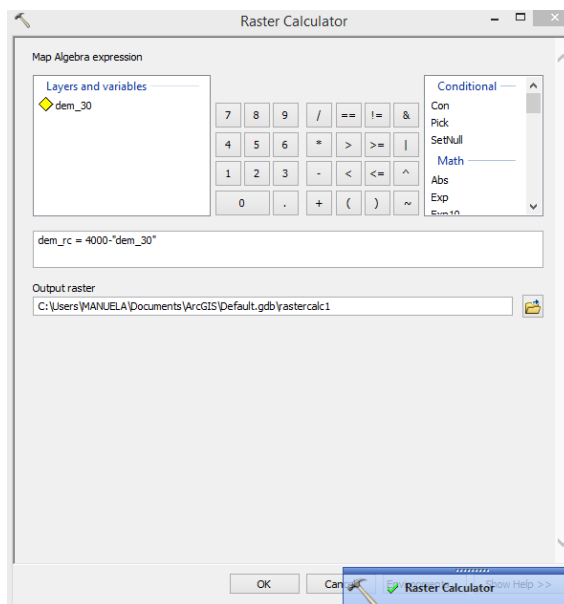 Raster Calculator
Map Algebra expression
Layers and variables
dem_30
7 8 9 / == != &
4 5 6 * > >= |
1 2 3 - < <= ^
0 . + ( ) ~
Conditional
Con
Pick
SetNull
Math
Abs
Exp
Exp10
dem_rc = 4000-"dem_30"
Output raster
C:\Users\MANUELA\Documents\ArcGIS\Default.gdb\rastercalc1
OK
Show Help >>
Raster Calculator